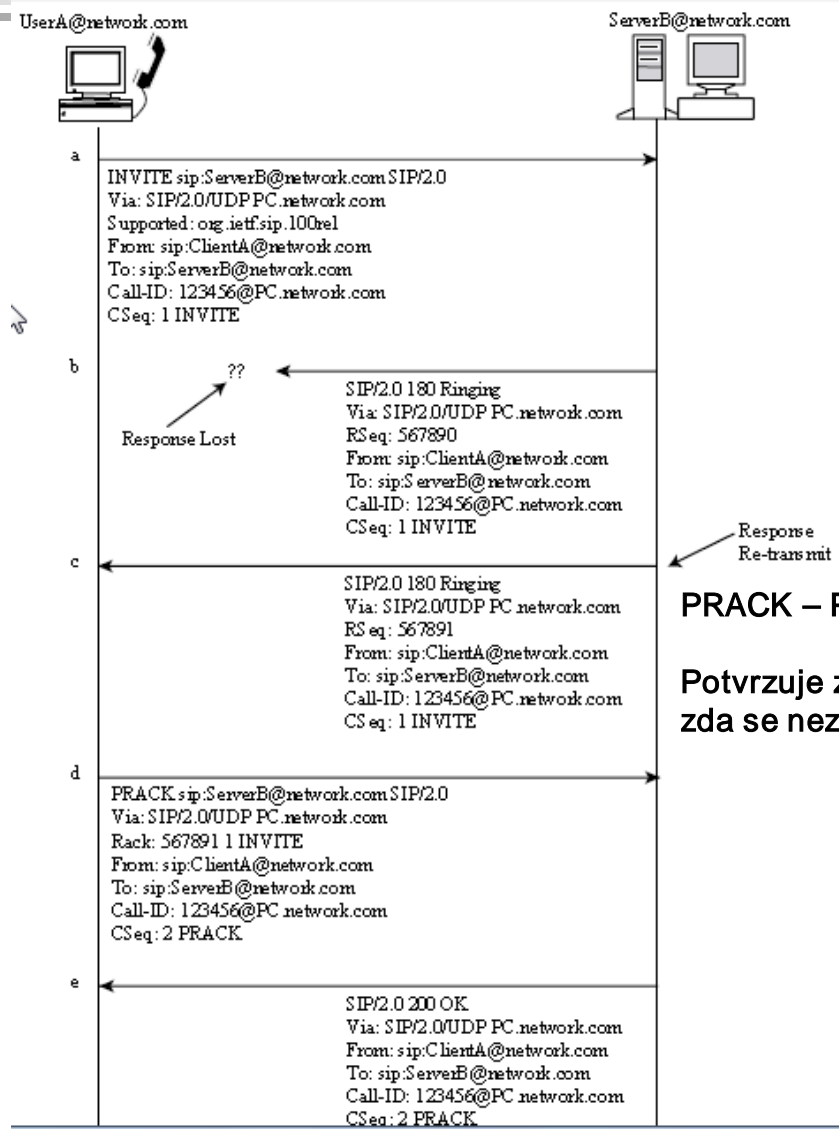 UserA@network.com
ServerB@network.com
a
INVITE sip:ServerB@network.com SIP/2.0
Via: SIP/2.0/UDP PC.network.com
Supported: org.ietf.sip.100rel
From: sip:ClientA@network.com
To: sip:ServerB@network.com
Call-ID: 123456@PC.network.com
CSeq: 1 INVITE
b
??
Response Lost
SIP/2.0 180 Ringing
Via: SIP/2.0/UDP PC.network.com
RSeq: 567890
From: sip:ClientA@network.com
To: sip:ServerB@network.com
Call-ID: 123456@PC.network.com
CSeq: 1 INVITE
Response
Re-transmit
c
SIP/2.0 180 Ringing
Via: SIP/2.0/UDP PC.network.com
RSeq: 567891
From: sip:ClientA@network.com
To: sip:ServerB@network.com
Call-ID: 123456@PC.network.com
CSeq: 1 INVITE
PRACK –
Potvrzuje
zda se
d
PRACK sip:ServerB@network.com SIP/2.0
Via: SIP/2.0/UDP PC.network.com
Rack: 567891 1 INVITE
From: sip:ClientA@network.com
To: sip:ServerB@network.com
Call-ID: 123456@PC.network.com
CSeq: 2 PRACK
e
SIP/2.0 200 OK
Via: SIP/2.0/UDP PC.network.com
From: sip:ClientA@network.com
To: sip:ServerB@network.com
Call-ID: 123456@PC.network.com
CSeq: 2 PRACK